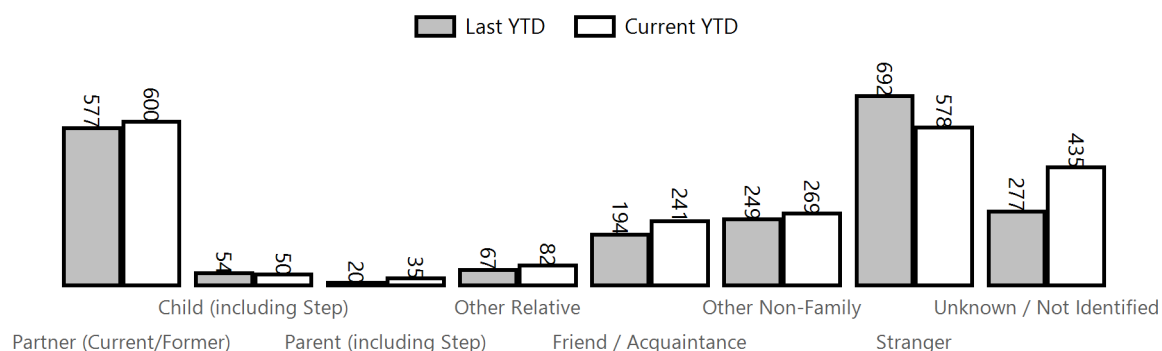 Last YTD
Current YTD
577
600
54
50
20
35
67
82
194
241
249
269
692
578
277
435
Child (including Step)
Other Relative
Other Non-Family
Unknown / Not Identified
Partner (Current/Former)
Parent (including Step)
Friend / Acquaintance
Stranger